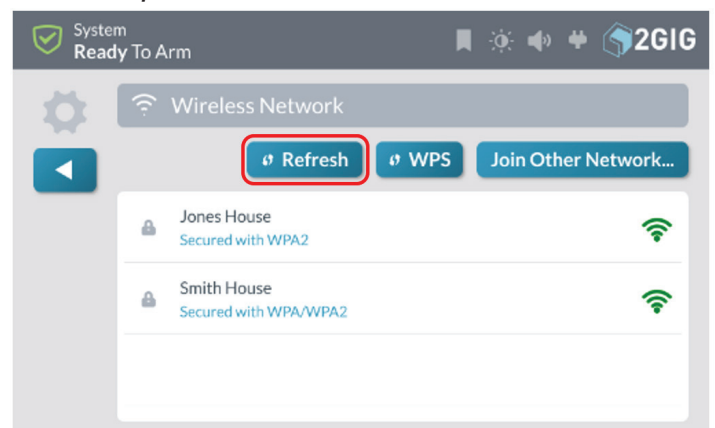 System
Ready To Arm
2GIG
Wireless Network
Refresh
WPS
Join Other Network...
Jones House
Secured with WPA2
Smith House
Secured with WPA/WPA2